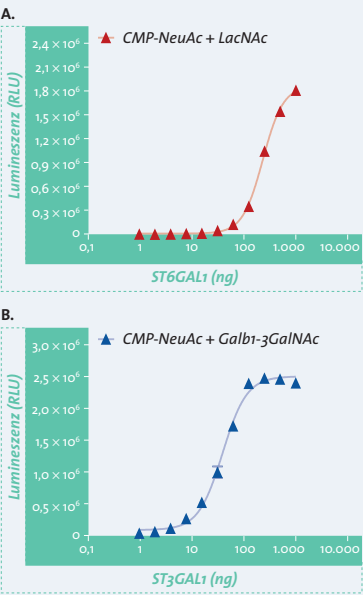 A.
CMP-NeuAc + LacNAc
Lumineszenz (RLU)
2,4 × 10⁶
2,1 × 10⁶
1,8 × 10⁶
1,5 × 10⁶
1,2 × 10⁶
0,9 × 10⁶
0,6 × 10⁶
0,3 × 10⁶
0
0,1 1 10 100 1.000 10.000
ST6GAL1 (ng)
B.
CMP-NeuAc + Galb1-3GalNAc
Lumineszenz (RLU)
3,0 × 10⁶
2,5 × 10⁶
2,0 × 10⁶
1,5 × 10⁶
1,0 × 10⁶
0,5 × 10⁶
0
0,1 1 10 100 1.000 10.000
ST3GAL1 (ng)